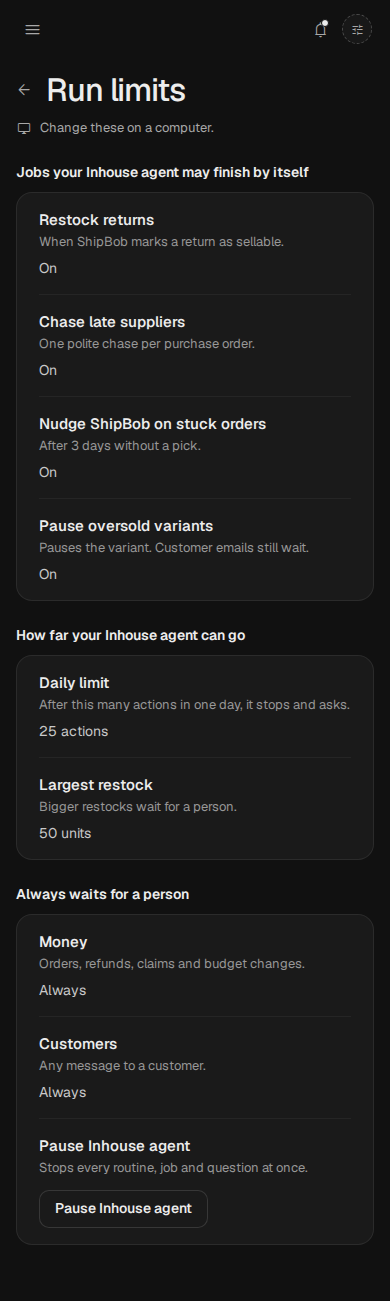 Run limits
Change these on a computer.
Jobs your Inhouse agent may finish by itself
Restock returns
When ShipBob marks a return as sellable.
On
Chase late suppliers
One polite chase per purchase order.
On
Nudge ShipBob on stuck orders
After 3 days without a pick.
On
Pause oversold variants
Pauses the variant. Customer emails still wait.
On
How far your Inhouse agent can go
Daily limit
After this many actions in one day, it stops and asks.
25 actions
Largest restock
Bigger restocks wait for a person.
50 units
Always waits for a person
Money
Orders, refunds, claims and budget changes.
Always
Customers
Any message to a customer.
Always
Pause Inhouse agent
Stops every routine, job and question at once.
Pause Inhouse agent